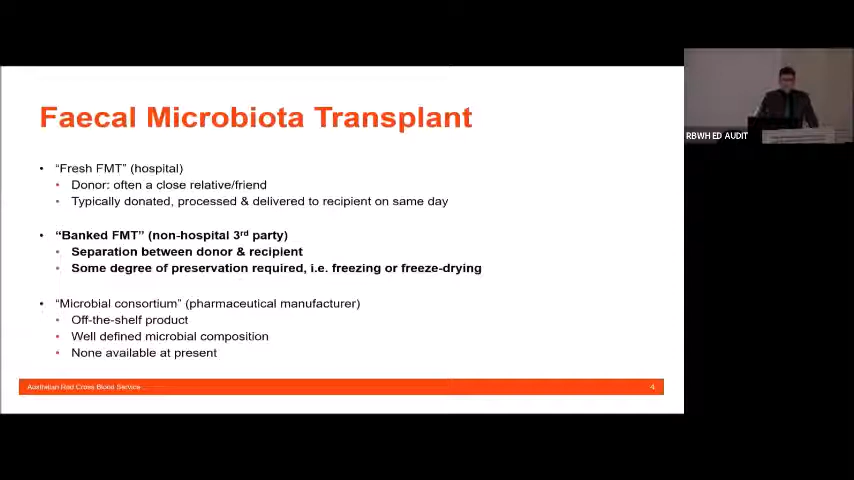 Faecal Microbiota Transplant
• “Fresh FMT” (hospital)
• Donor: often a close relative/friend
• Typically donated, processed & delivered to recipient on same day
• “Banked FMT” (non-hospital 3rd party)
• Separation between donor & recipient
• Some degree of preservation required, i.e. freezing or freeze-drying
• “Microbial consortium” (pharmaceutical manufacturer)
• Off-the-shelf product
• Well defined microbial composition
• None available at present
Australian Red Cross Blood Service
4
RBWH ED AUDIT